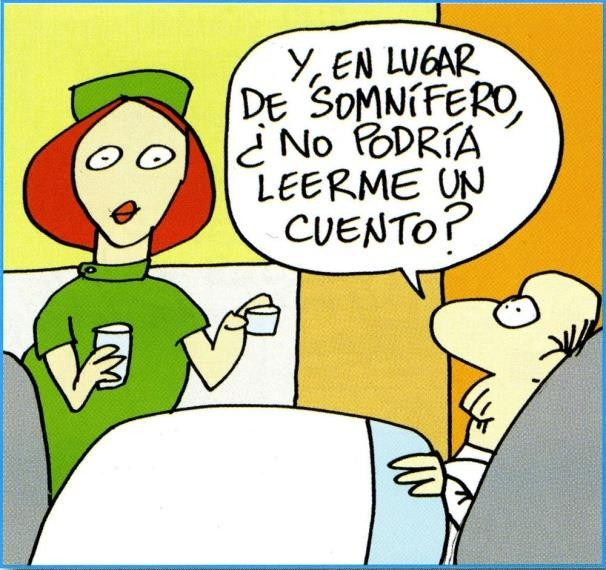 Y, EN LUGAR
DE SOMNÍFERO,
¿NO PODRÍA
LEERME UN
CUENTO?